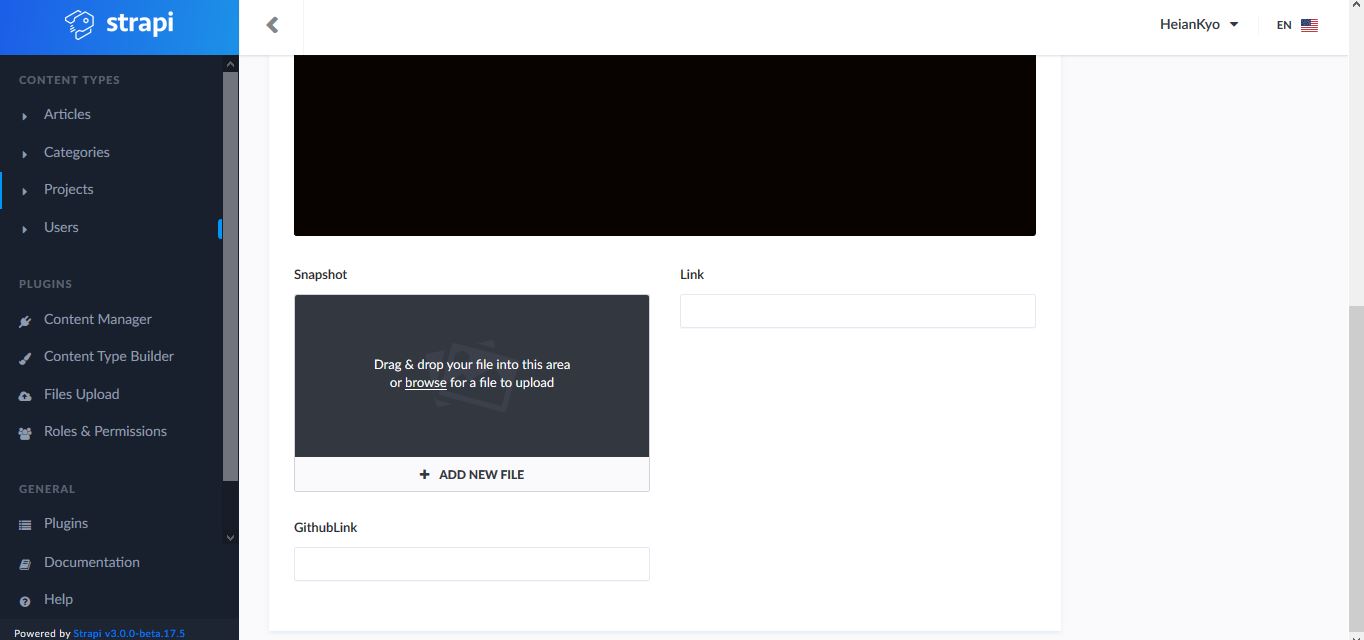 strapi
HeianKyo
EN
CONTENT TYPES
Articles
Categories
Projects
Users
PLUGINS
Content Manager
Content Type Builder
Files Upload
Roles & Permissions
GENERAL
Plugins
Documentation
Help
Powered by Strapi v3.0.0-beta.17.5
Snapshot
Link
Drag & drop your file into this area
or browse for a file to upload
ADD NEW FILE
GithubLink